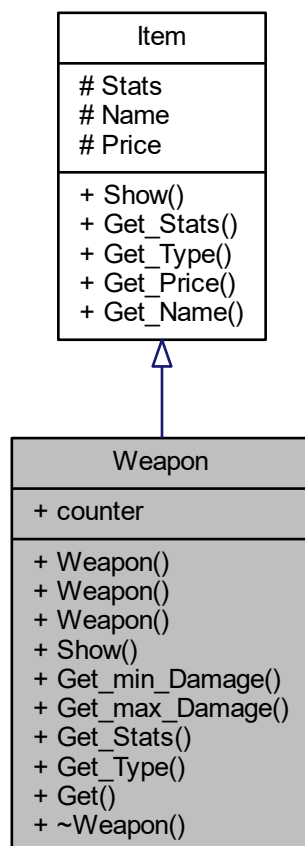 Item
# Stats
# Name
# Price
+ Show()
+ Get_Stats()
+ Get_Type()
+ Get_Price()
+ Get_Name()
Weapon
+ counter
+ Weapon()
+ Weapon()
+ Weapon()
+ Show()
+ Get_min_Damage()
+ Get_max_Damage()
+ Get_Stats()
+ Get_Type()
+ Get()
+ ~Weapon()